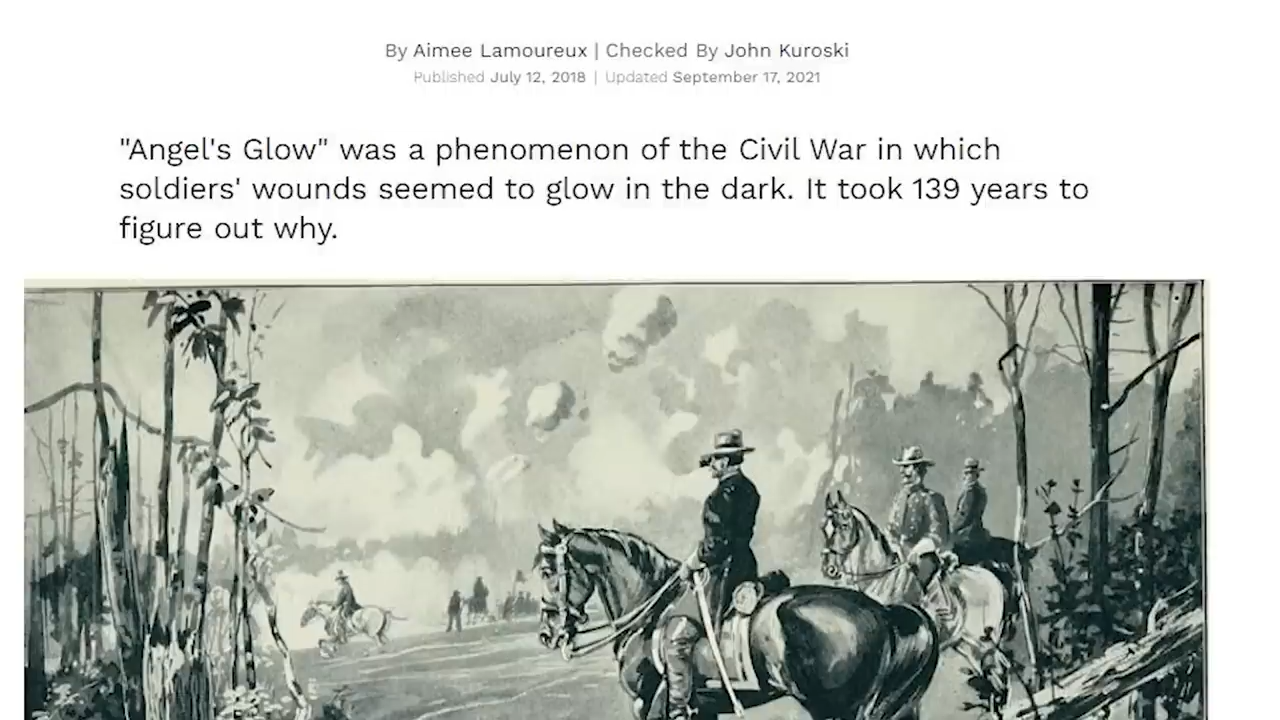 By Aimee Lamoureux | Checked By John Kuroski
Published July 12, 2018 | Updated September 17, 2021
"Angel's Glow" was a phenomenon of the Civil War in which
soldiers' wounds seemed to glow in the dark. It took 139 years to
figure out why.